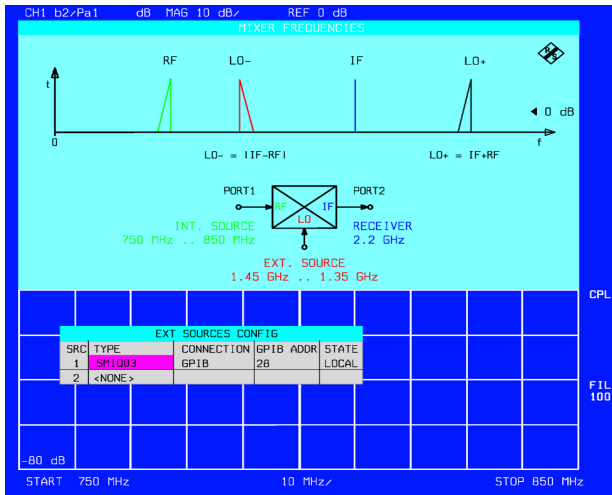 CH1 b2/Pa1 dB MAG 10 dB/ REF 0 dB
MIXER FREQUENCIES
RF LO- IF LO+
R S
t
0 dB
0 f
LO- = |IF-RF| LO+ = IF+RF
PORT1 PORT2
RF IF
LO
INT. SOURCE RECEIVER
750 MHz .. 850 MHz 2.2 GHz
EXT. SOURCE
1.45 GHz .. 1.35 GHz
CPL
EXT SOURCES CONFIG
SRC TYPE CONNECTION GPIB ADDR STATE
1 SMIQ03 GPIB 28 LOCAL
2 <NONE>
FIL
100
-80 dB
START 750 MHz 10 MHz/ STOP 850 MHz